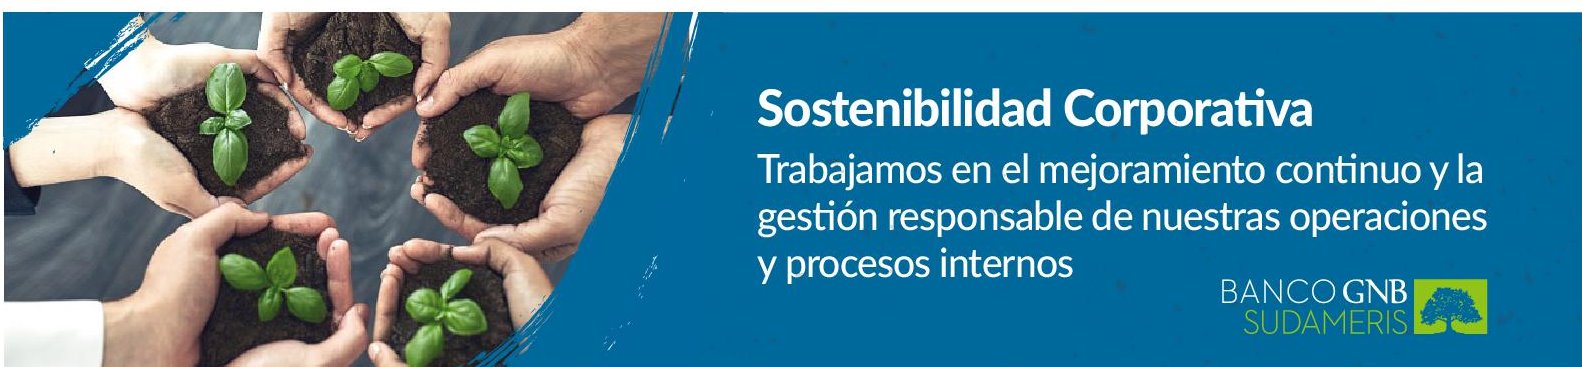 Sostenibilidad Corporativa
Trabajamos en el mejoramiento continuo y la
gestión responsable de nuestras operaciones
y procesos internos
BANCO GNB
SUDAMERIS